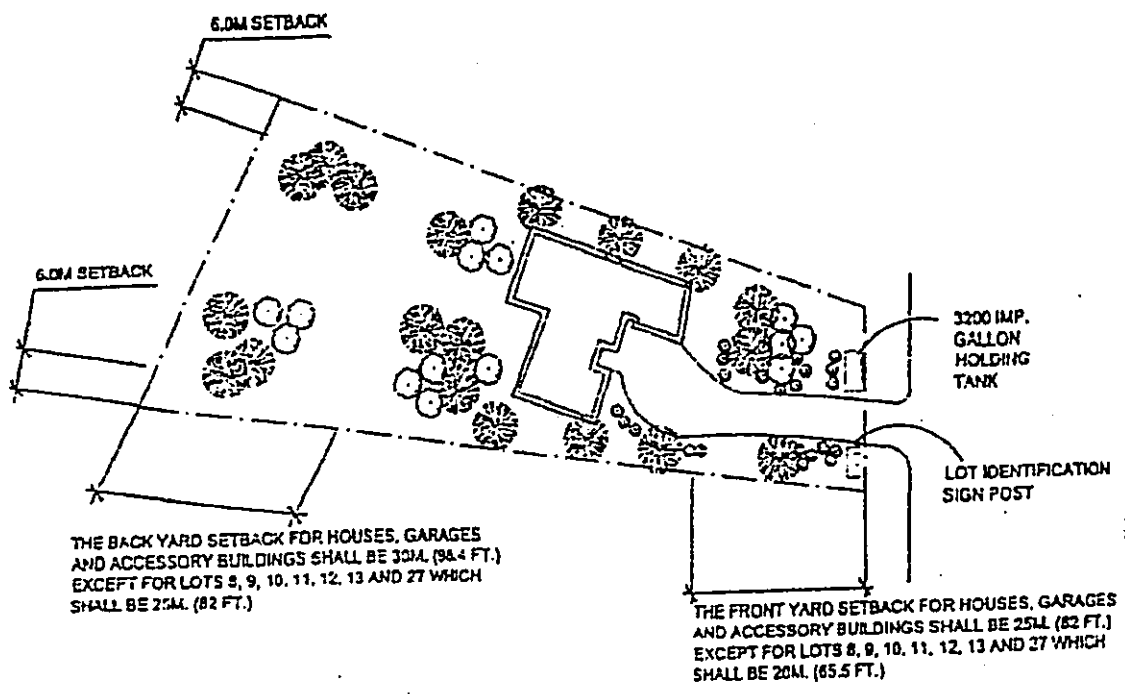 6.0M SETBACK
6.0M SETBACK
3200 IMP.
GALLON
HOLDING
TANK
LOT IDENTIFICATION
SIGN POST
THE BACK YARD SETBACK FOR HOUSES, GARAGES
AND ACCESSORY BUILDINGS SHALL BE 30M. (98.4 FT.)
EXCEPT FOR LOTS 8, 9, 10, 11, 12, 13 AND 27 WHICH
SHALL BE 25M. (82 FT.)
THE FRONT YARD SETBACK FOR HOUSES, GARAGES
AND ACCESSORY BUILDINGS SHALL BE 25M. (82 FT.)
EXCEPT FOR LOTS 8, 9, 10, 11, 12, 13 AND 27 WHICH
SHALL BE 20M. (65.5 FT.)